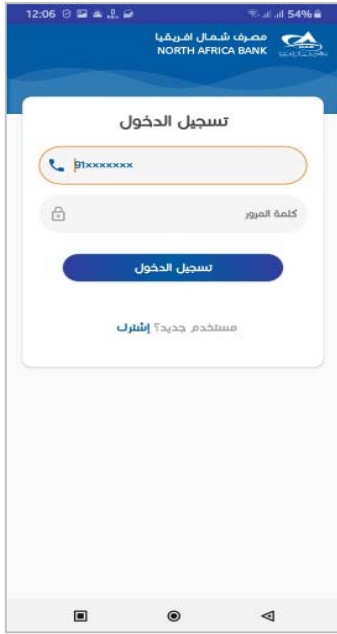 12:06 54%
مصرف شمال افريقيا
NORTH AFRICA BANK
تسجيل الدخول
91xxxxxxx
كلمة المرور
تسجيل الدخول
مستخدم جديد؟ إشترك